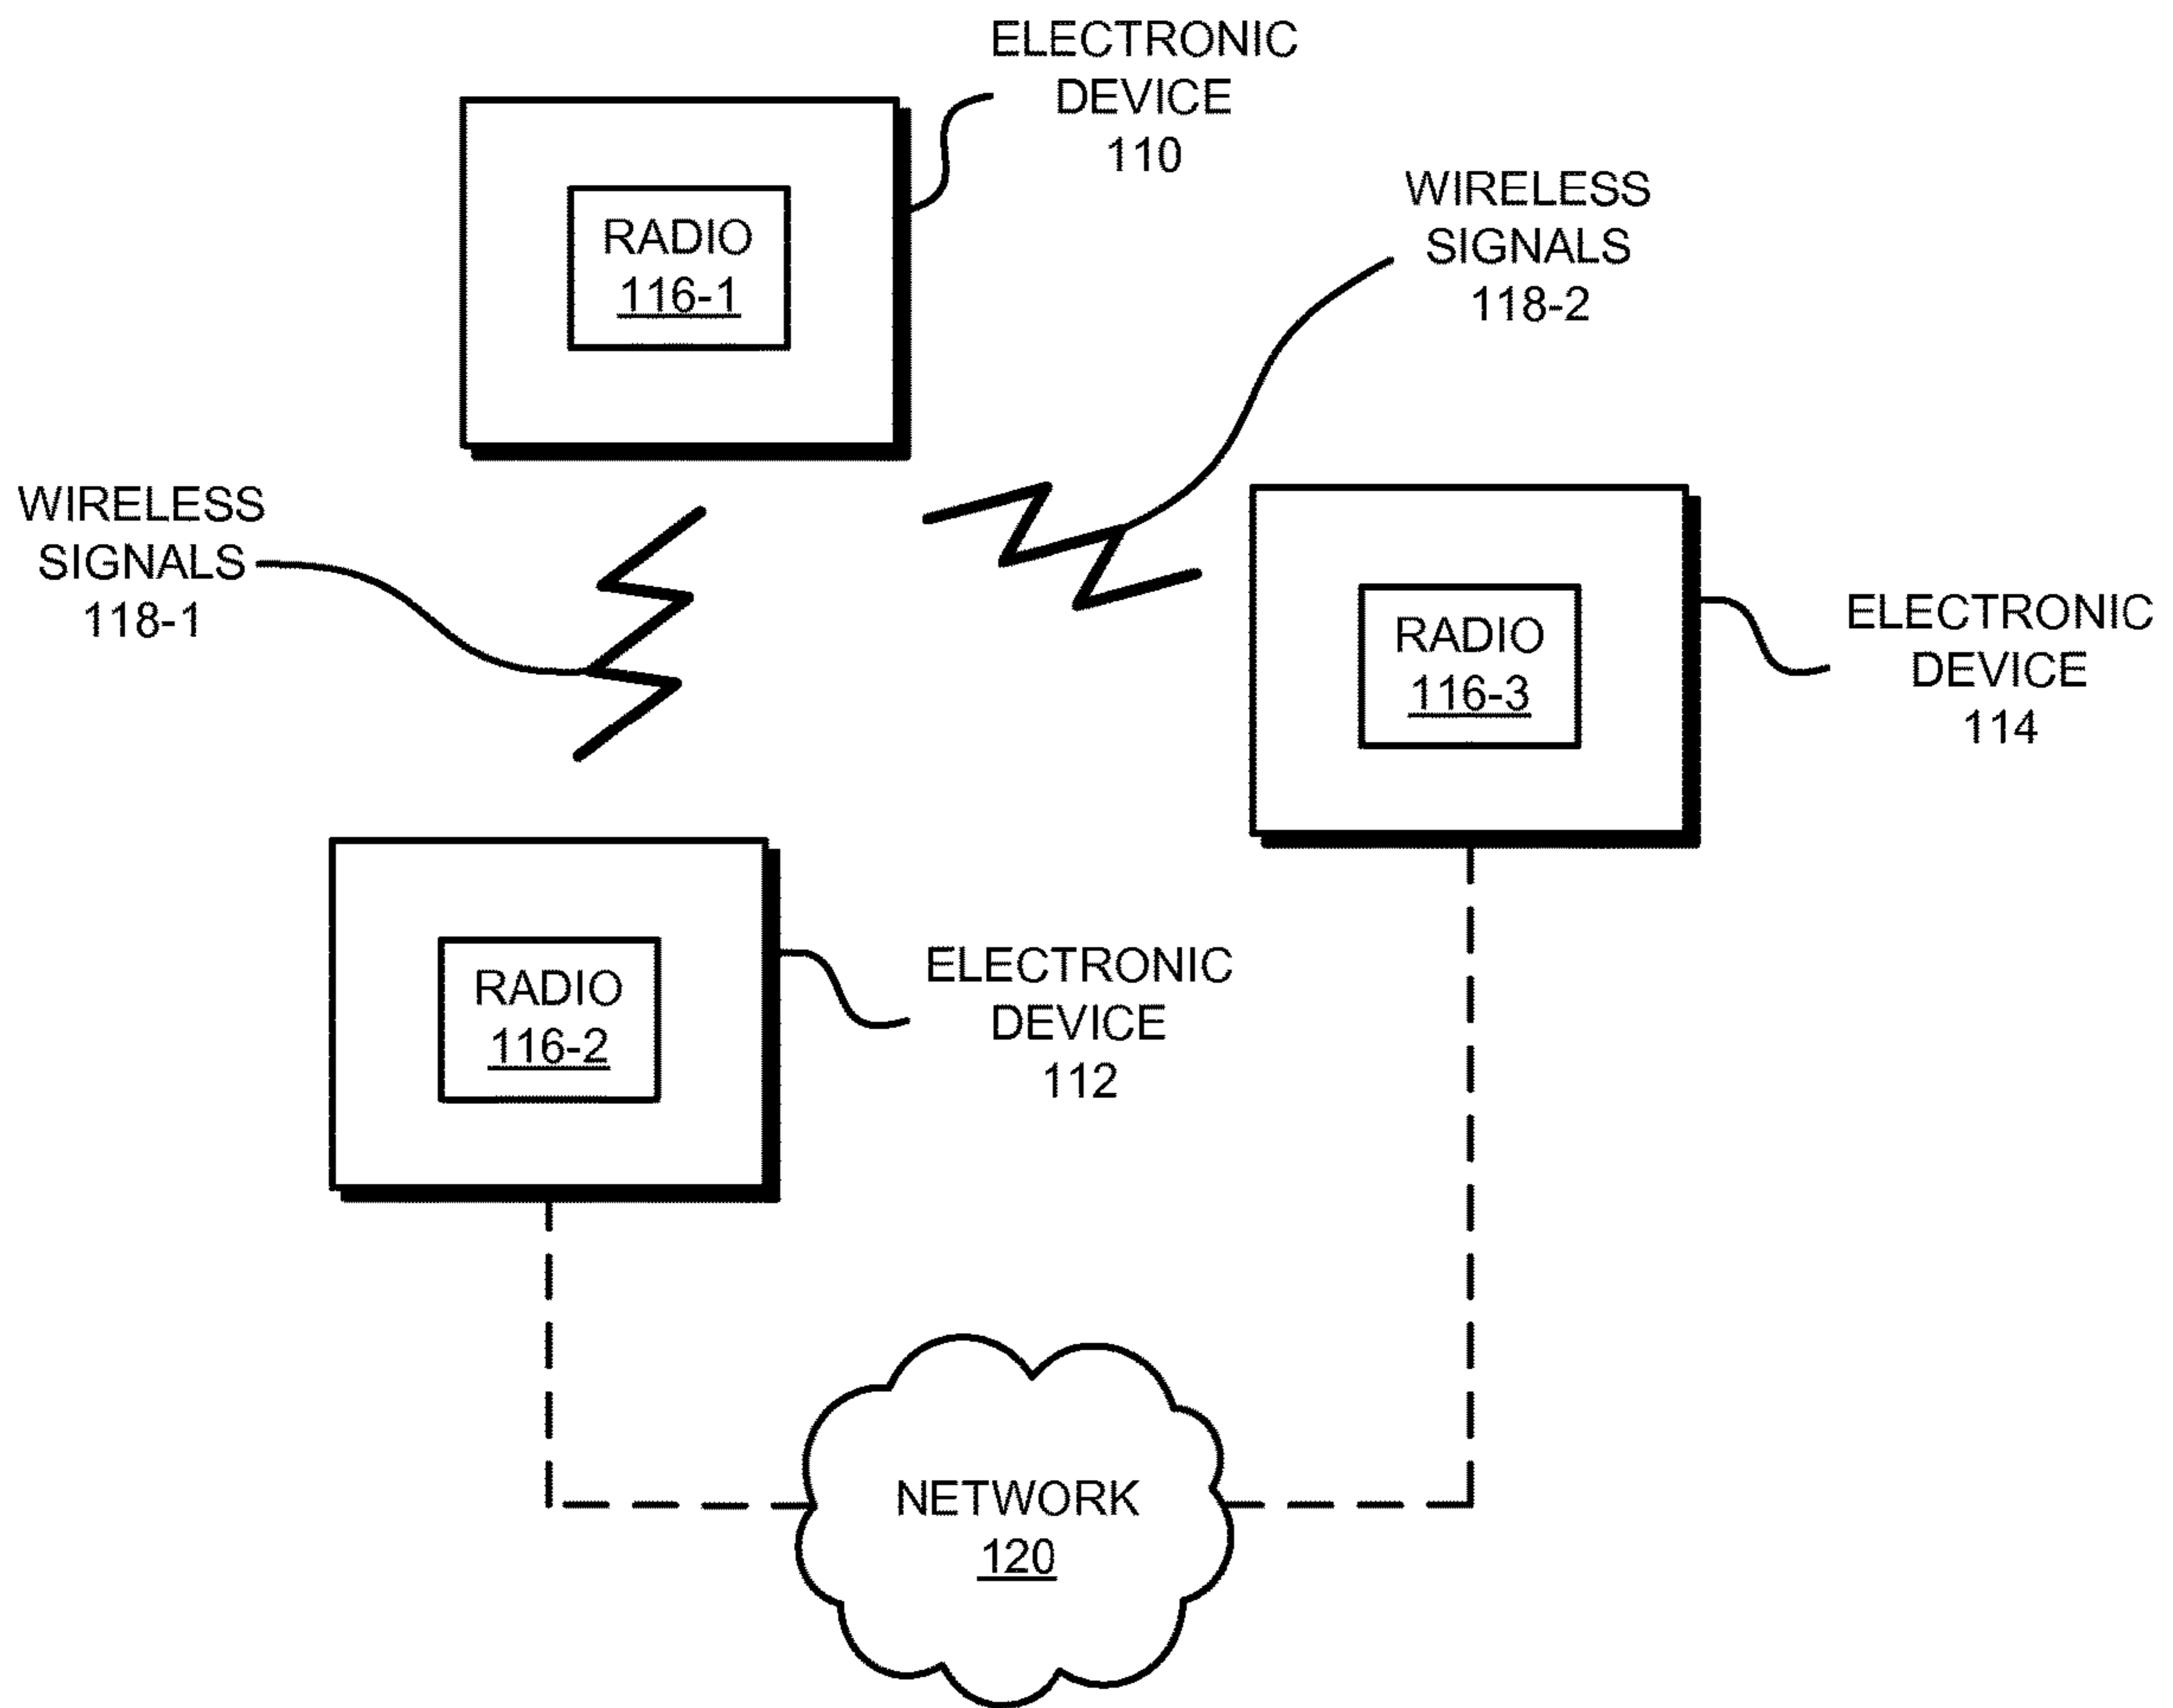 ELECTRONIC
DEVICE
110
RADIO
116-1
WIRELESS
SIGNALS
118-2
WIRELESS
SIGNALS
118-1
RADIO
116-3
ELECTRONIC
DEVICE
114
RADIO
116-2
ELECTRONIC
DEVICE
112
NETWORK
120